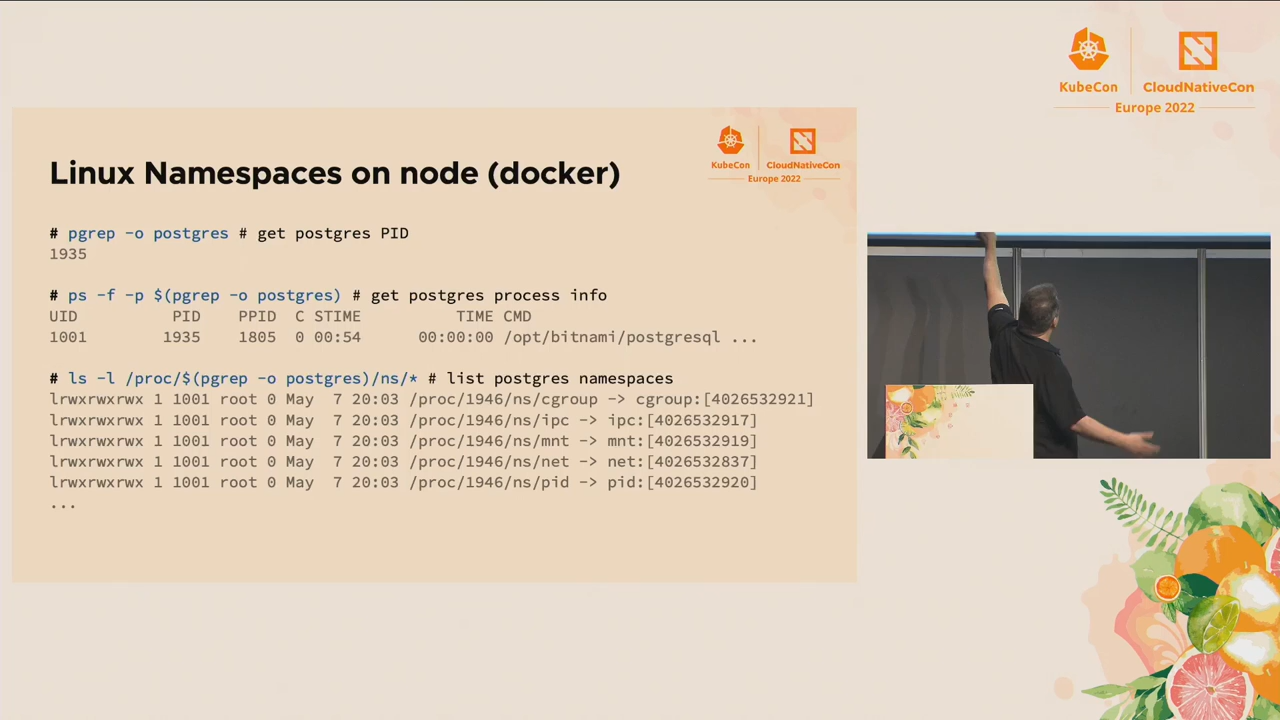 KubeCon
CloudNativeCon
Europe 2022
KubeCon
CloudNativeCon
Europe 2022
Linux Namespaces on node (docker)
# pgrep -o postgres # get postgres PID
1935
# ps -f -p $(pgrep -o postgres) # get postgres process info
UID PID PPID C STIME TIME CMD
1001 1935 1805 0 00:54 00:00:00 /opt/bitnami/postgresql ...
# ls -l /proc/$(pgrep -o postgres)/ns/* # list postgres namespaces
lrwxrwxrwx 1 1001 root 0 May 7 20:03 /proc/1946/ns/cgroup -> cgroup:[4026532921]
lrwxrwxrwx 1 1001 root 0 May 7 20:03 /proc/1946/ns/ipc -> ipc:[4026532917]
lrwxrwxrwx 1 1001 root 0 May 7 20:03 /proc/1946/ns/mnt -> mnt:[4026532919]
lrwxrwxrwx 1 1001 root 0 May 7 20:03 /proc/1946/ns/net -> net:[4026532837]
lrwxrwxrwx 1 1001 root 0 May 7 20:03 /proc/1946/ns/pid -> pid:[4026532920]
...